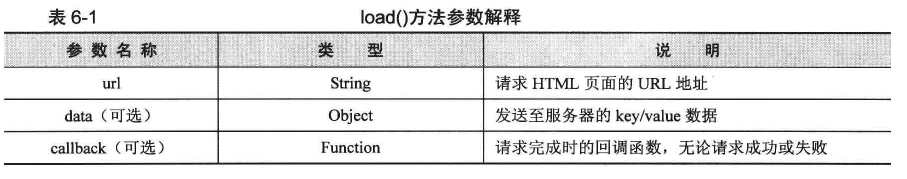 表 6-1 load()方法参数解释
参 数 名 称 类 型 说 明
url String 请求 HTML 页面的 URL 地址
data（可选） Object 发送至服务器的 key/value 数据
callback（可选） Function 请求完成时的回调函数，无论请求成功或失败